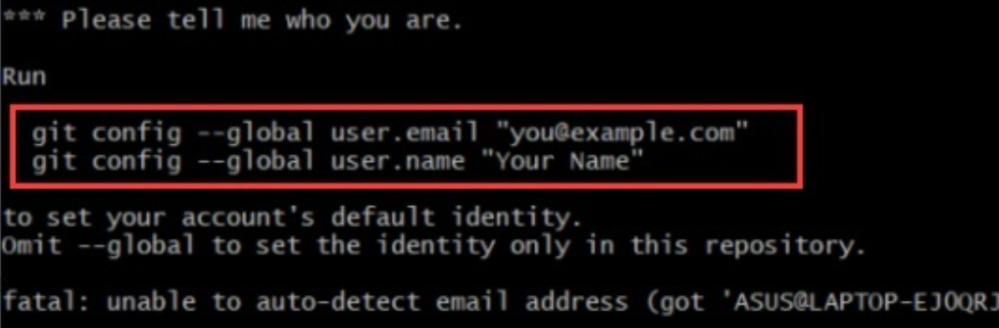 *** Please tell me who you are.
Run
git config --global user.email "you@example.com"
git config --global user.name "Your Name"
to set your account's default identity.
Omit --global to set the identity only in this repository.
fatal: unable to auto-detect email address (got 'ASUS@LAPTOP-EJOQRJ